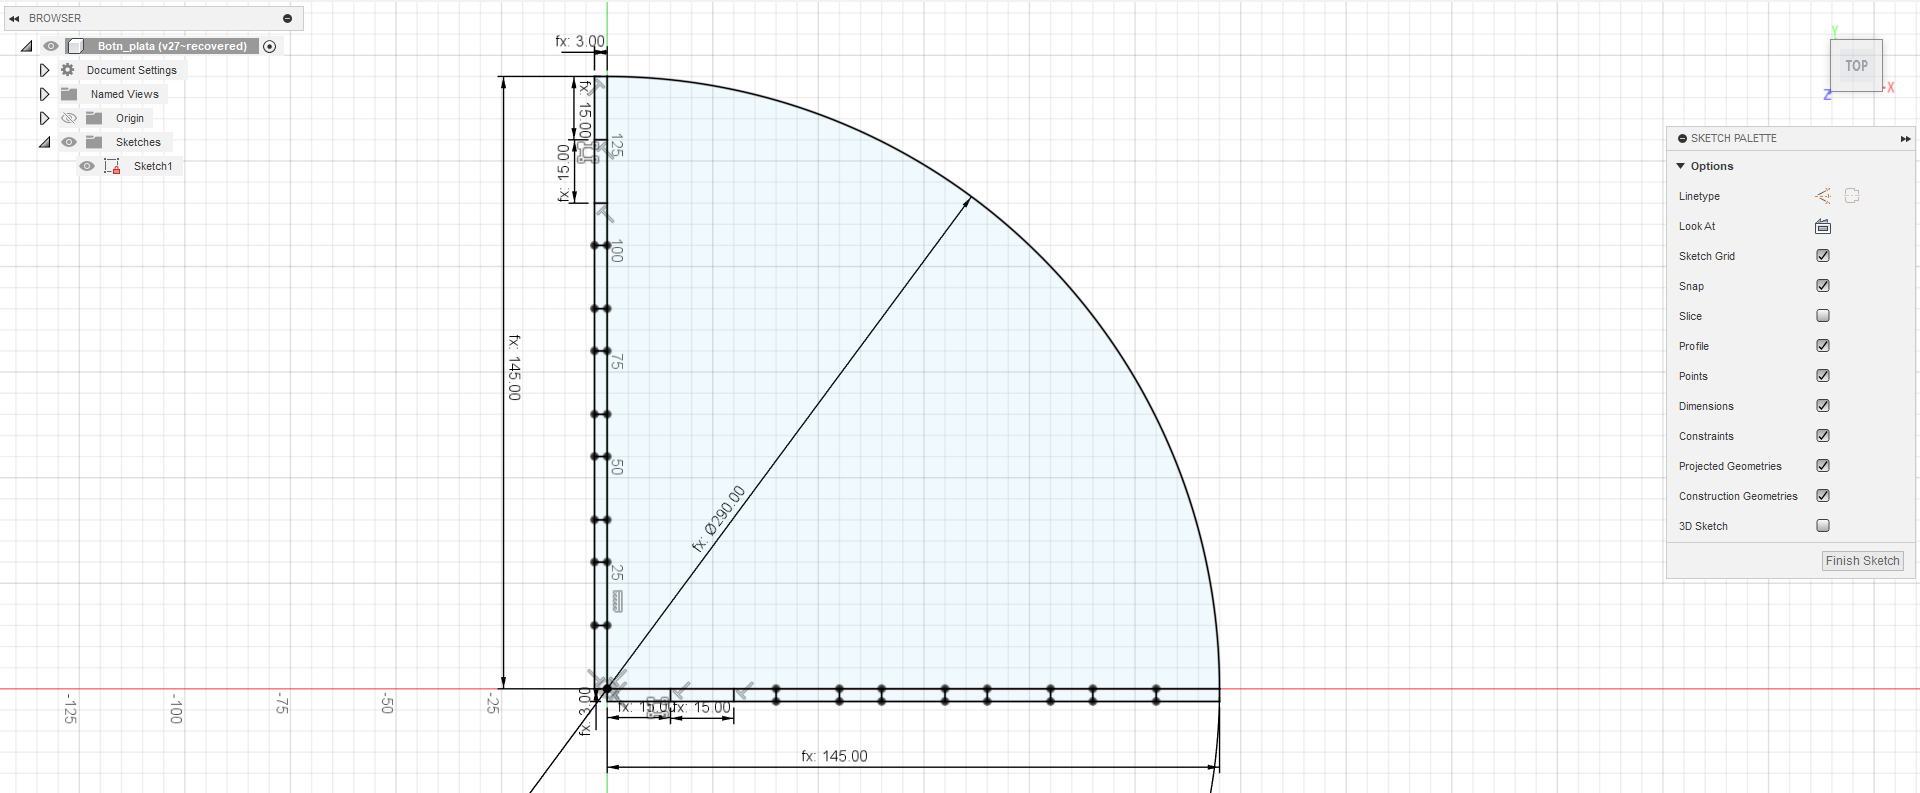 BROWSER
Botn_plata (v27~recovered)
Document Settings
Named Views
Origin
Sketches
Sketch1
fx: 3.00
fx: 15.00
125
fx: 15.00
100
fx: 145.00
75
50
fx: Ø290.00
25
-125
-100
-75
-50
-25
fx: 3.00
fx: 15.00
fx: 15.00
fx: 145.00
Y
TOP
X
Z
SKETCH PALETTE
Options
Linetype
Look At
Sketch Grid
Snap
Slice
Profile
Points
Dimensions
Constraints
Projected Geometries
Construction Geometries
3D Sketch
Finish Sketch